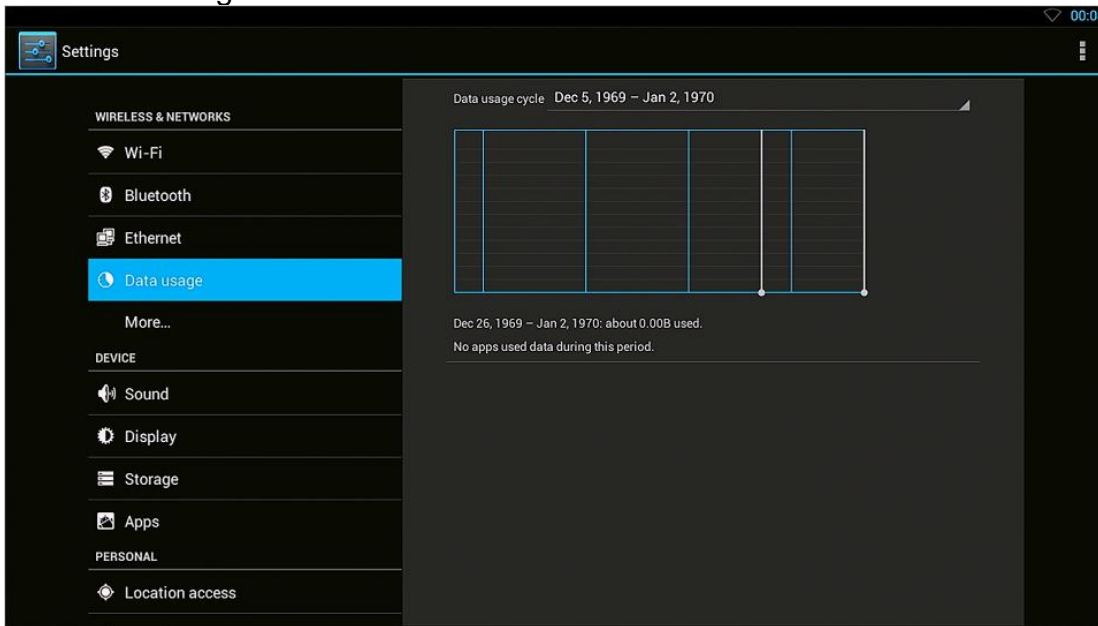 00:0
Settings
WIRELESS & NETWORKS
Wi-Fi
Bluetooth
Ethernet
Data usage
More...
DEVICE
Sound
Display
Storage
Apps
PERSONAL
Location access
Data usage cycle Dec 5, 1969 – Jan 2, 1970
Dec 26, 1969 – Jan 2, 1970: about 0.00B used.
No apps used data during this period.